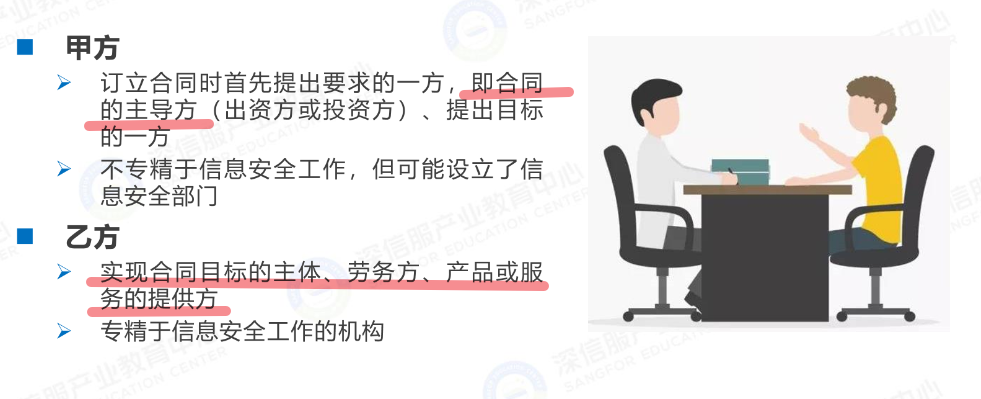 甲方
订立合同时首先提出要求的一方，即合同
的主导方（出资方或投资方）、提出目标
的一方
不专精于信息安全工作，但可能设立了信
息安全部门
乙方
实现合同目标的主体、劳务方、产品或服
务的提供方
专精于信息安全工作的机构
深信服产业教育中心
SANGFOR EDUCATION CENTER